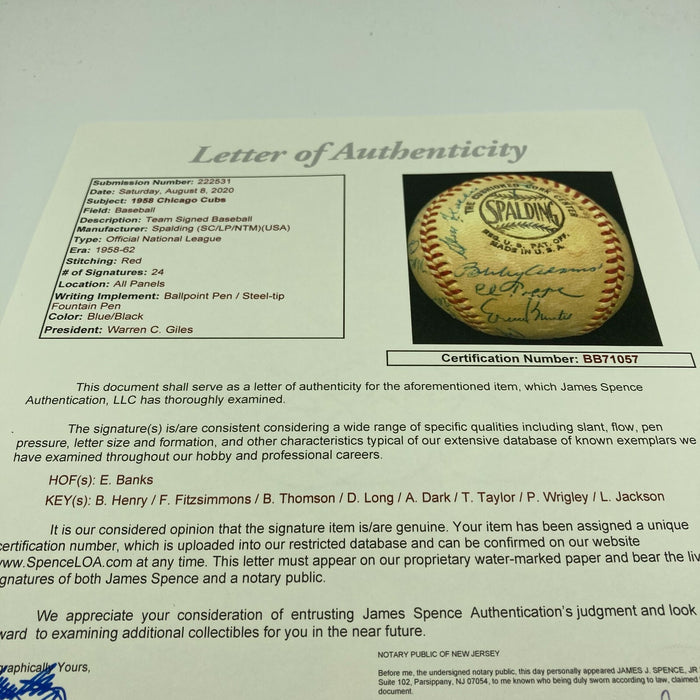 Letter of Authenticity
Submission Number: 222531
Date: Saturday, August 8, 2020
Subject: 1958 Chicago Cubs
Field: Baseball
Description: Team Signed Baseball
Manufacturer: Spalding (SC/LP/NTM)(USA)
Type: Official National League
Era: 1958-62
Stitching: Red
# of Signatures: 24
Location: All Panels
Writing Implement: Ballpoint Pen / Steel-tip
Fountain Pen
Color: Blue/Black
President: Warren C. Giles
THE CUSHIONED CORK CENTER
SPALDING
REG. U.S. PAT. OFF.
MADE IN U.S.A.
Certification Number: BB71057
This document shall serve as a letter of authenticity for the aforementioned item, which James Spence
Authentication, LLC has thoroughly examined.
The signature(s) is/are consistent considering a wide range of specific qualities including slant, flow, pen
pressure, letter size and formation, and other characteristics typical of our extensive database of known exemplars we
have examined throughout our hobby and professional careers.
HOF(s): E. Banks
KEY(s): B. Henry / F. Fitzsimmons / B. Thomson / D. Long / A. Dark / T. Taylor / P. Wrigley / L. Jackson
It is our considered opinion that the signature item is/are genuine. Your item has been assigned a unique
certification number, which is uploaded into our restricted database and can be confirmed on our website
www.SpenceLOA.com at any time. This letter must appear on our proprietary water-marked paper and bear the liv
ignatures of both James Spence and a notary public.
We appreciate your consideration of entrusting James Spence Authentication's judgment and look
ward to examining additional collectibles for you in the near future.
graphically Yours,
NOTARY PUBLIC OF NEW JERSEY
Before me, the undersigned notary public, this day personally appeared JAMES J. SPENCE, JR
Suite 102, Parsippany, NJ 07054, to me known who being duly sworn according to law, claimed
document.